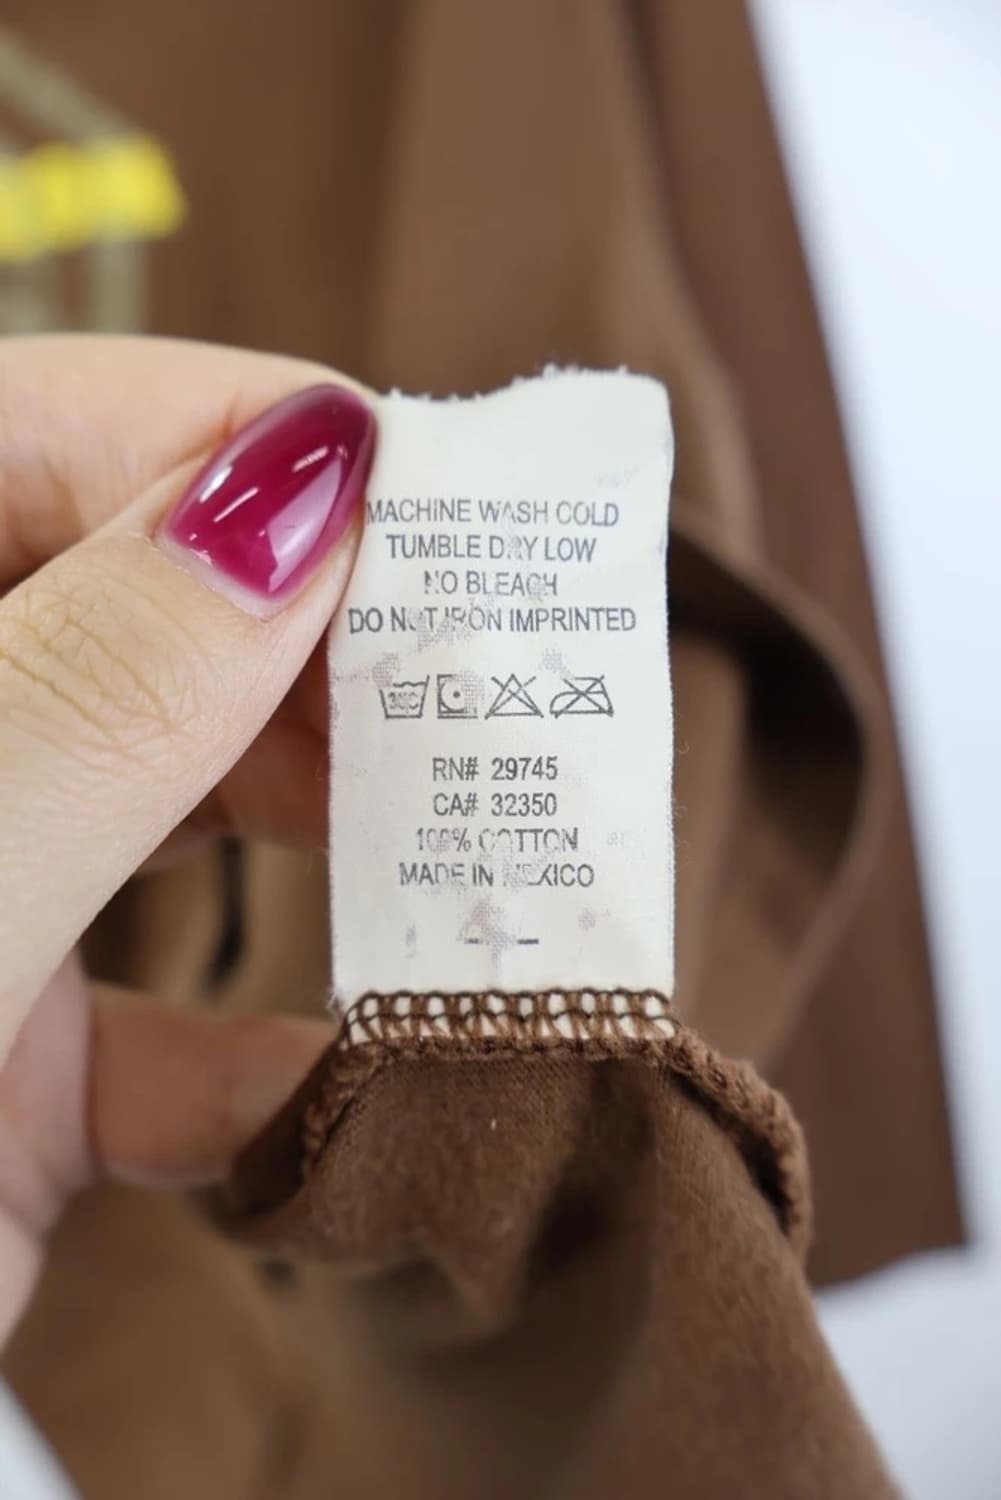 MACHINE WASH COLD
TUMBLE DRY LOW
NO BLEACH
DO NOT IRON IMPRINTED
30C
RN# 29745
CA# 32350
100% COTTON
MADE IN MEXICO